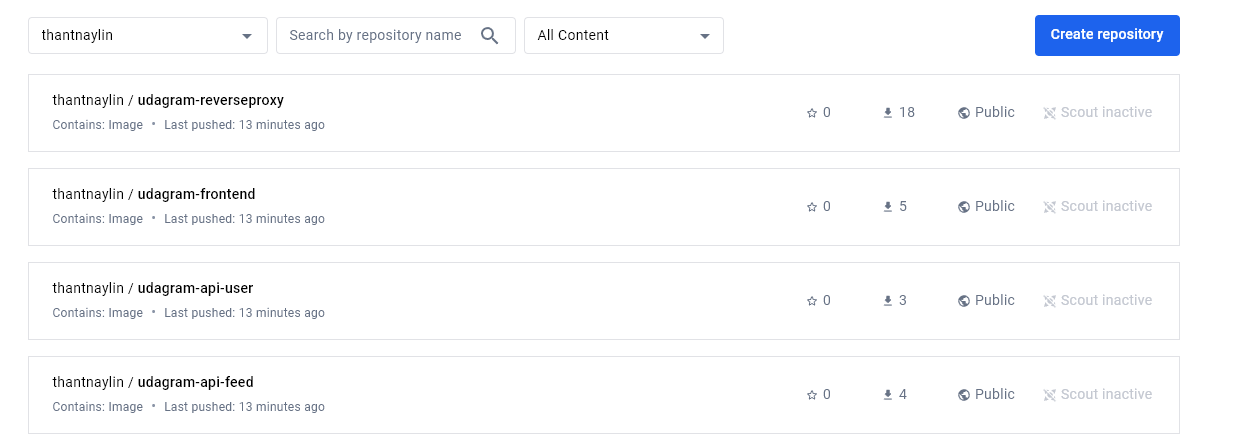 thantnaylin Search by repository name All Content Create repository
thantnaylin / udagram-reverseproxy
Contains: Image • Last pushed: 13 minutes ago 0 18 Public Scout inactive
thantnaylin / udagram-frontend
Contains: Image • Last pushed: 13 minutes ago 0 5 Public Scout inactive
thantnaylin / udagram-api-user
Contains: Image • Last pushed: 13 minutes ago 0 3 Public Scout inactive
thantnaylin / udagram-api-feed
Contains: Image • Last pushed: 13 minutes ago 0 4 Public Scout inactive